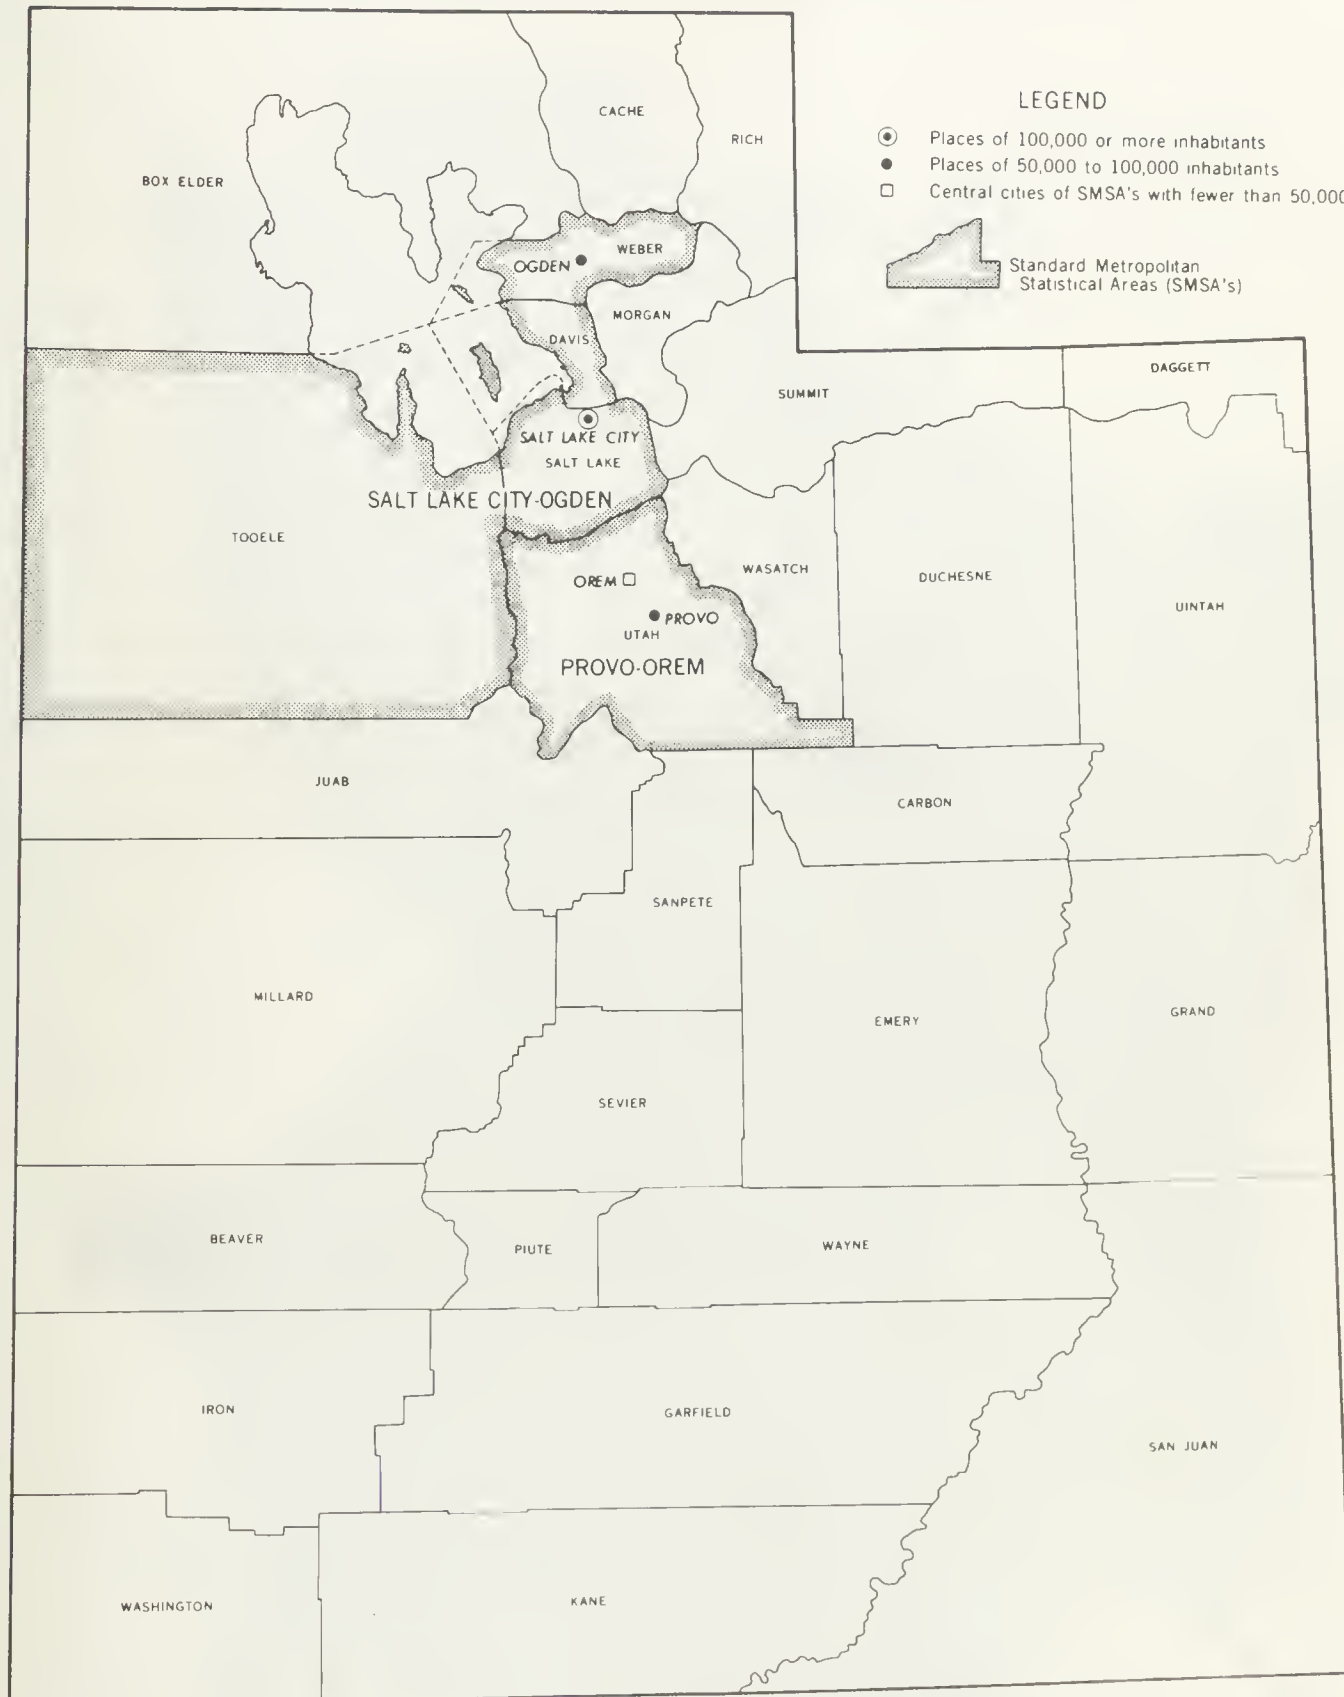 LEGEND
Places of 100,000 or more inhabitants
Places of 50,000 to 100,000 inhabitants
Central cities of SMSA's with fewer than 50,000
Standard Metropolitan
Statistical Areas (SMSA's)
CACHE
RICH
BOX ELDER
WEBER
OGDEN
MORGAN
DAVIS
DAGGETT
SUMMIT
SALT LAKE CITY
SALT LAKE
SALT LAKE CITY-OGDEN
TOOELE
WASATCH
DUCHESNE
UINTAH
OREM
PROVO
UTAH
PROVO-OREM
JUAB
CARBON
SANPETE
MILLARD
EMERY
GRAND
SEVIER
BEAVER
PIUTE
WAYNE
IRON
GARFIELD
SAN JUAN
WASHINGTON
KANE